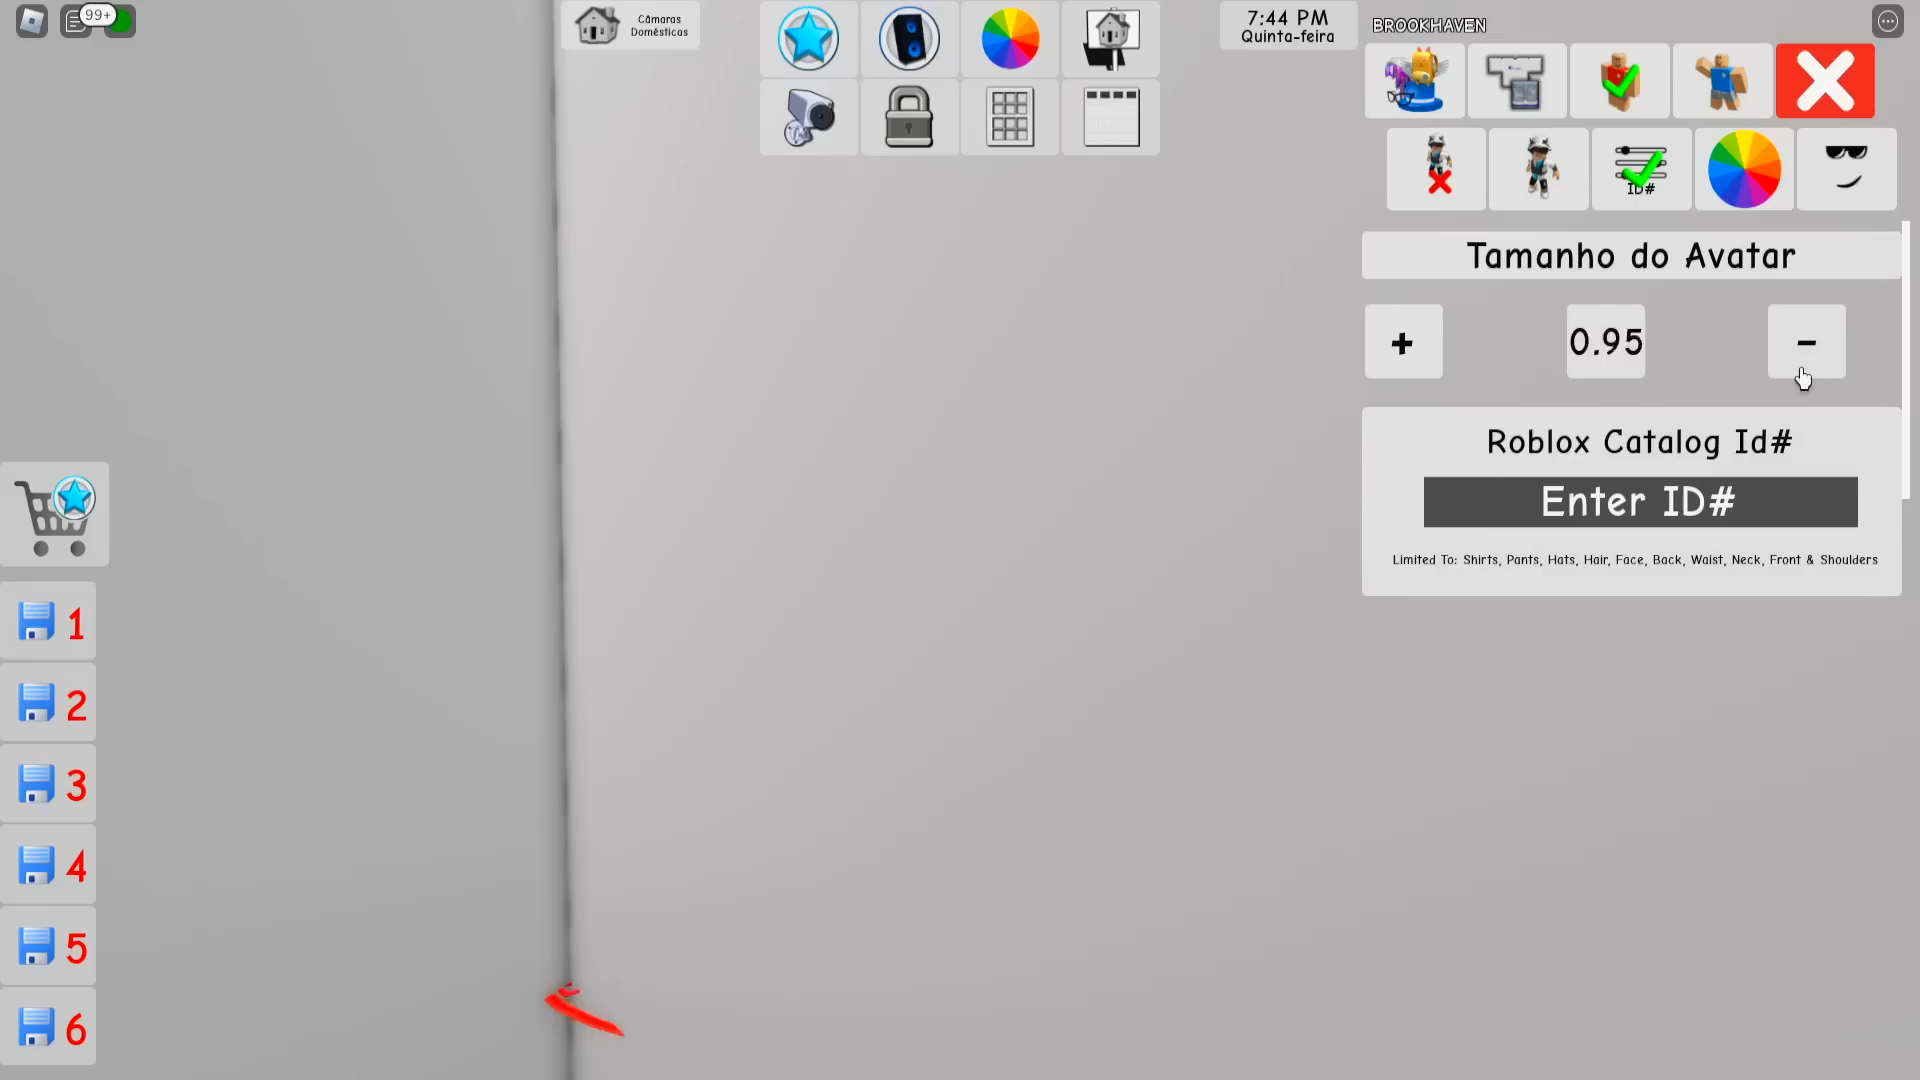 99+
Câmaras
Domésticas
7:44 PM
Quinta-feira
BROOKHAVEN
ID#
Tamanho do Avatar
+ 0.95 -
Roblox Catalog Id#
Enter ID#
Limited To: Shirts, Pants, Hats, Hair, Face, Back, Waist, Neck, Front & Shoulders
1
2
3
4
5
6